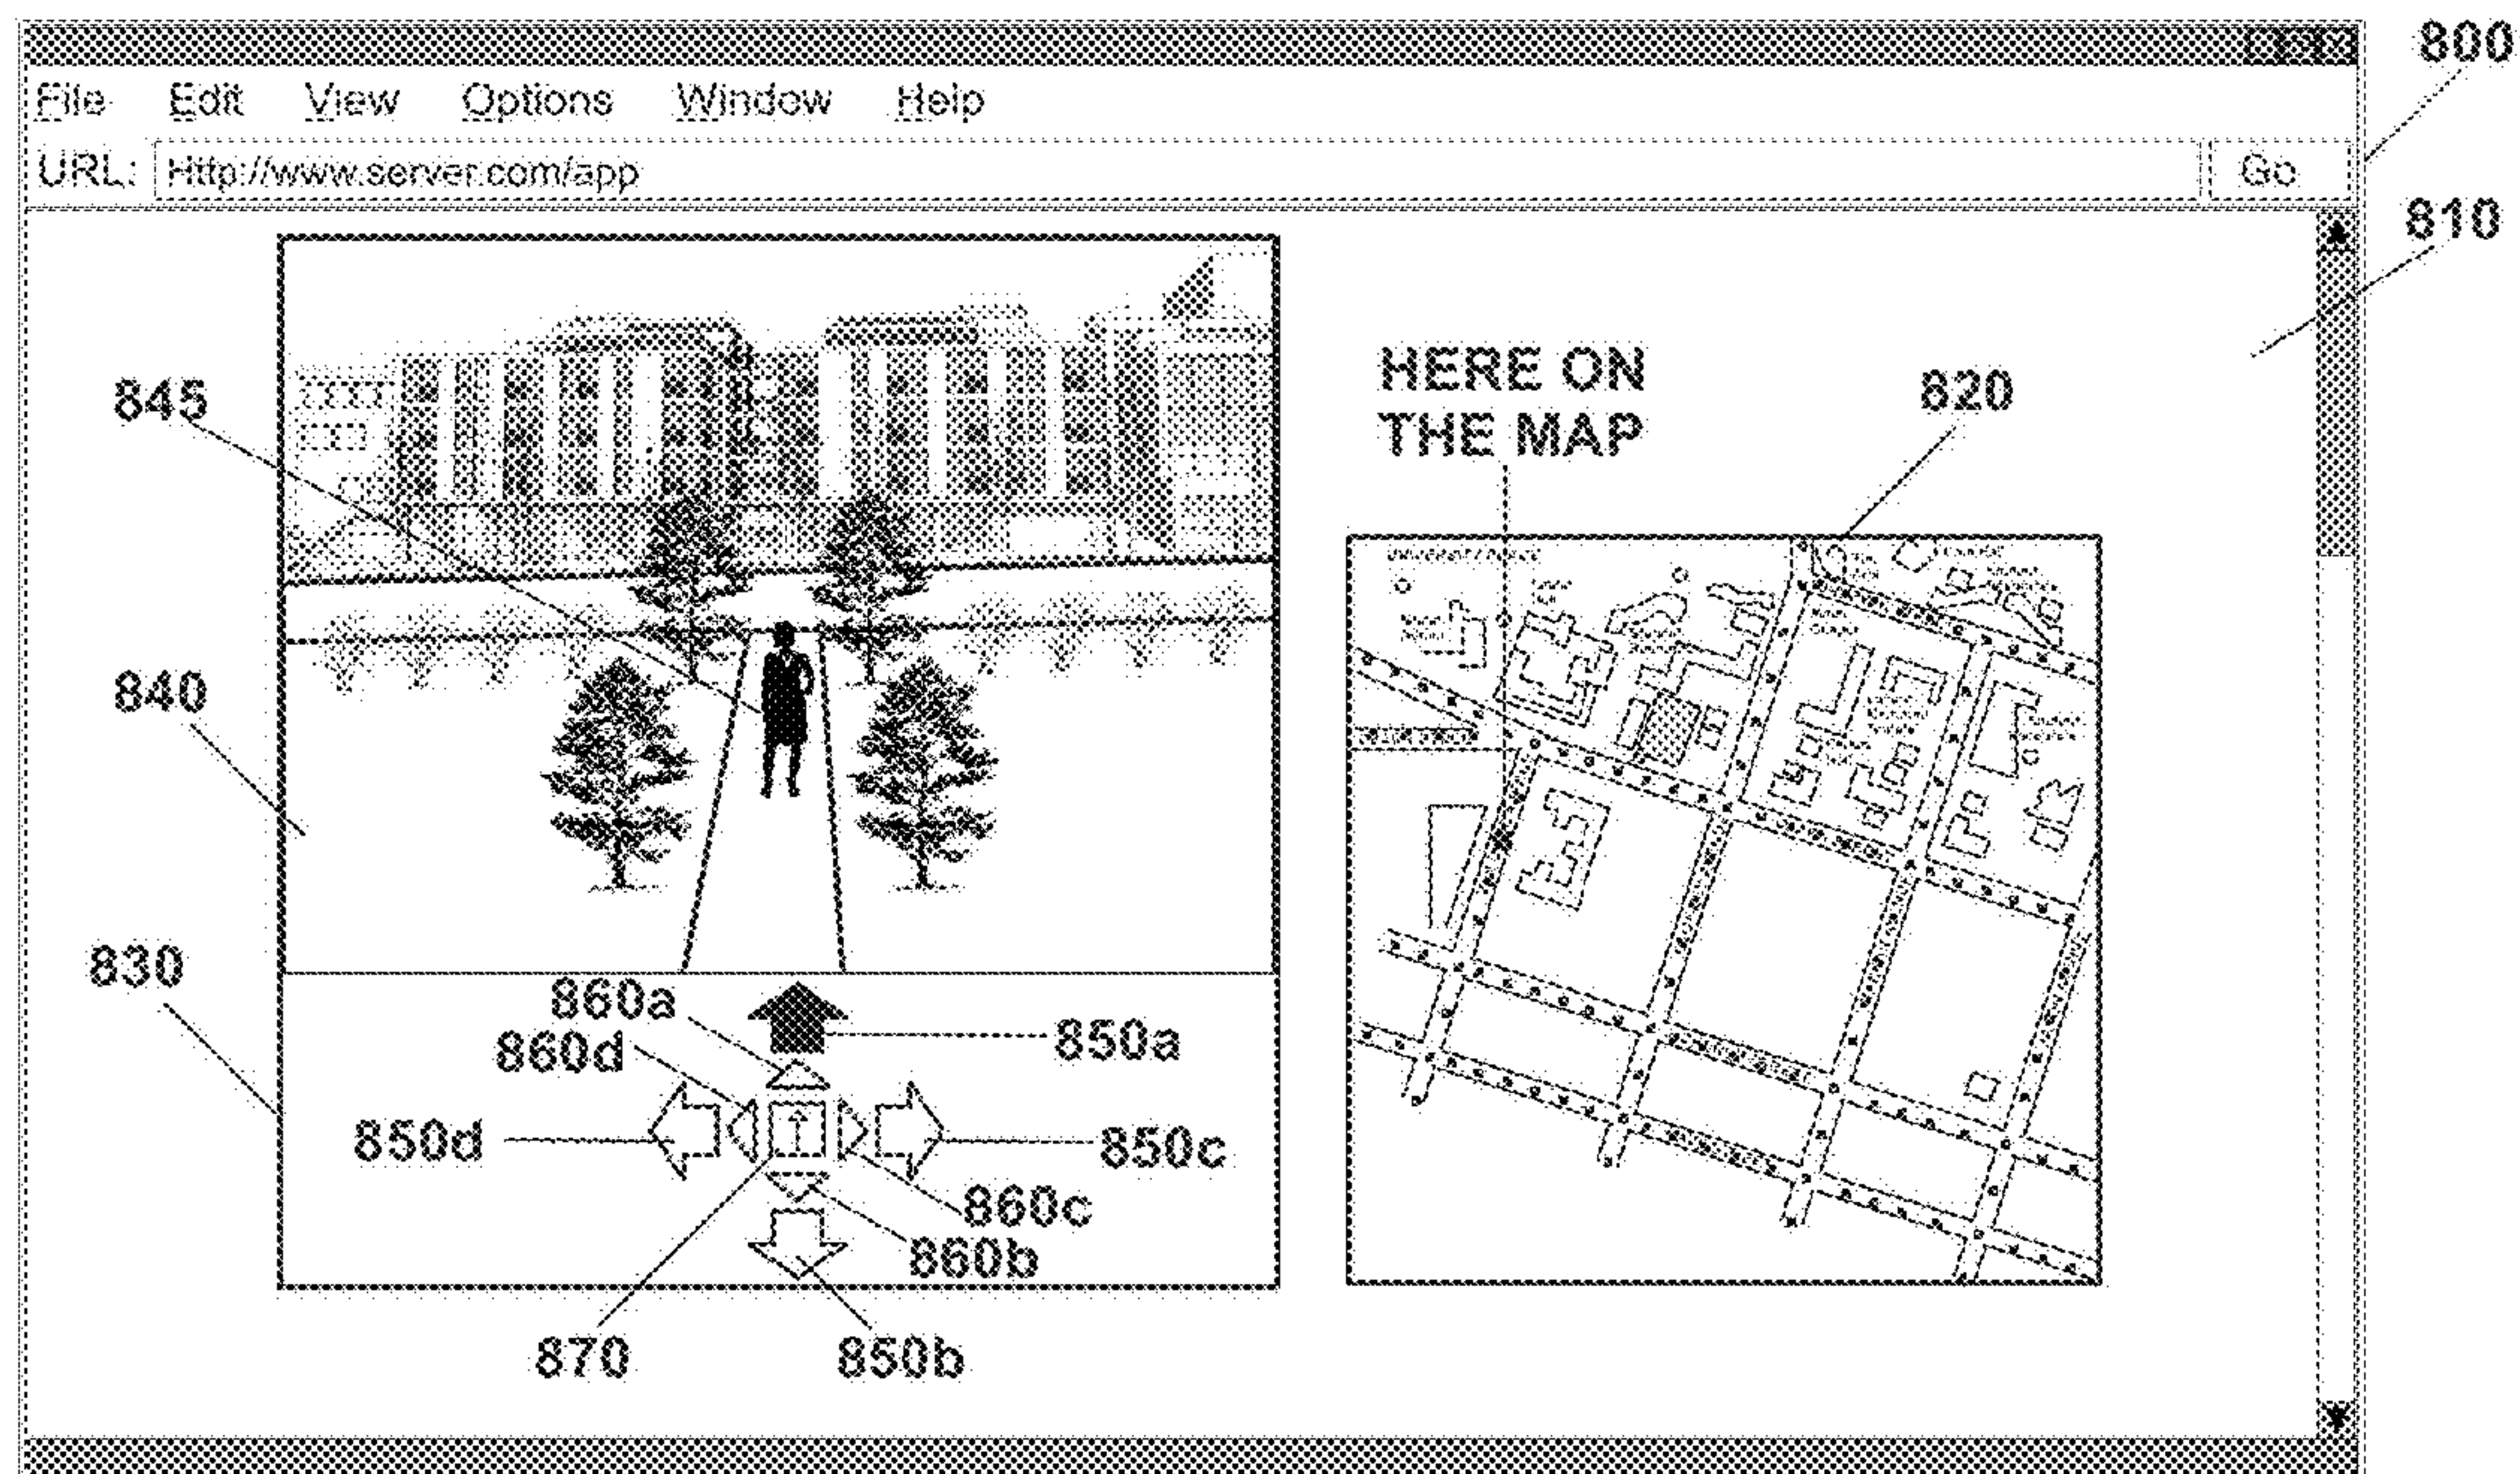 800
File Edit View Options Window Help
URL: Http://www.server.com/app Go
810
HERE ON
THE MAP
820
845
840
830
860a
850a
860d
850d
850c
860c
860b
870
850b